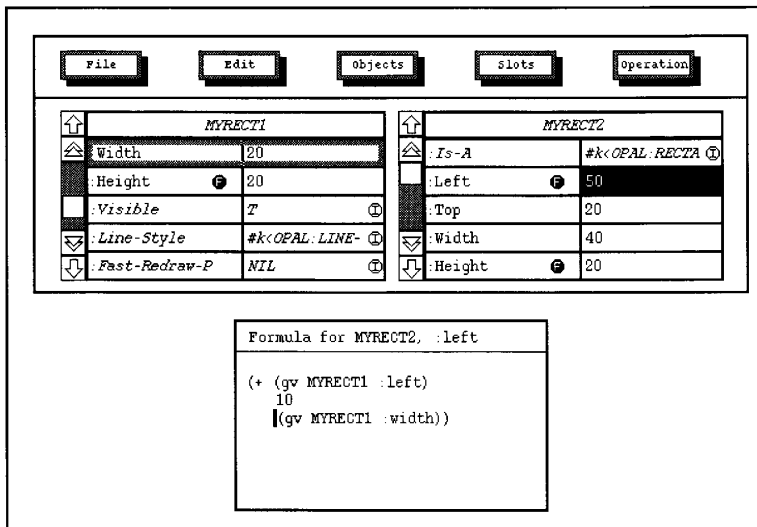 File Edit Objects Slots Operation
MYRECT1
Width 20
:Height F 20
:Visible T I
:Line-Style #k<OPAL:LINE- I
:Fast-Redraw-P NIL I
MYRECT2
:Is-A #k<OPAL:RECTA I
:Left F 50
:Top 20
:Width 40
:Height F 20
Formula for MYRECT2, :left
(+ (gv MYRECT1 :left)
10
(gv MYRECT1 :width))